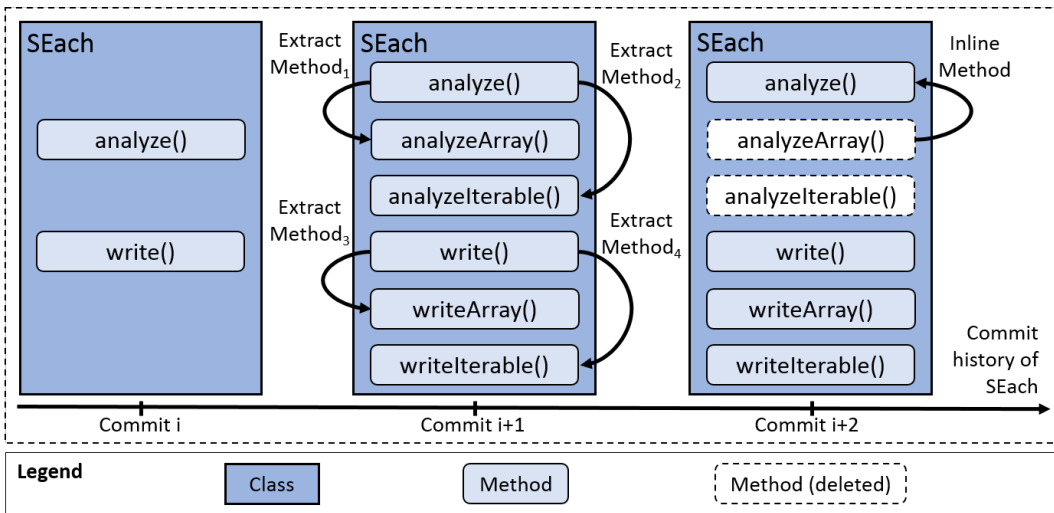 SEach
analyze()
write()
Extract
Method1
Extract
Method3
SEach
analyze()
analyzeArray()
analyzeIterable()
write()
writeArray()
writeIterable()
Extract
Method2
Extract
Method4
SEach
analyze()
analyzeArray()
analyzeIterable()
write()
writeArray()
writeIterable()
Inline
Method
Commit
history of
SEach
Commit i
Commit i+1
Commit i+2
Legend
Class
Method
Method (deleted)